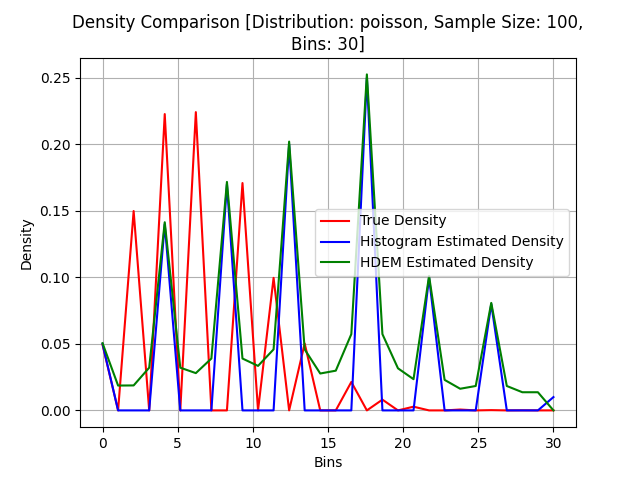 Density Comparison [Distribution: poisson, Sample Size: 100,
Bins: 30]
0.25
0.20
0.15
0.10
0.05
0.00
Density
True Density
Histogram Estimated Density
HDEM Estimated Density
0 5 10 15 20 25 30
Bins